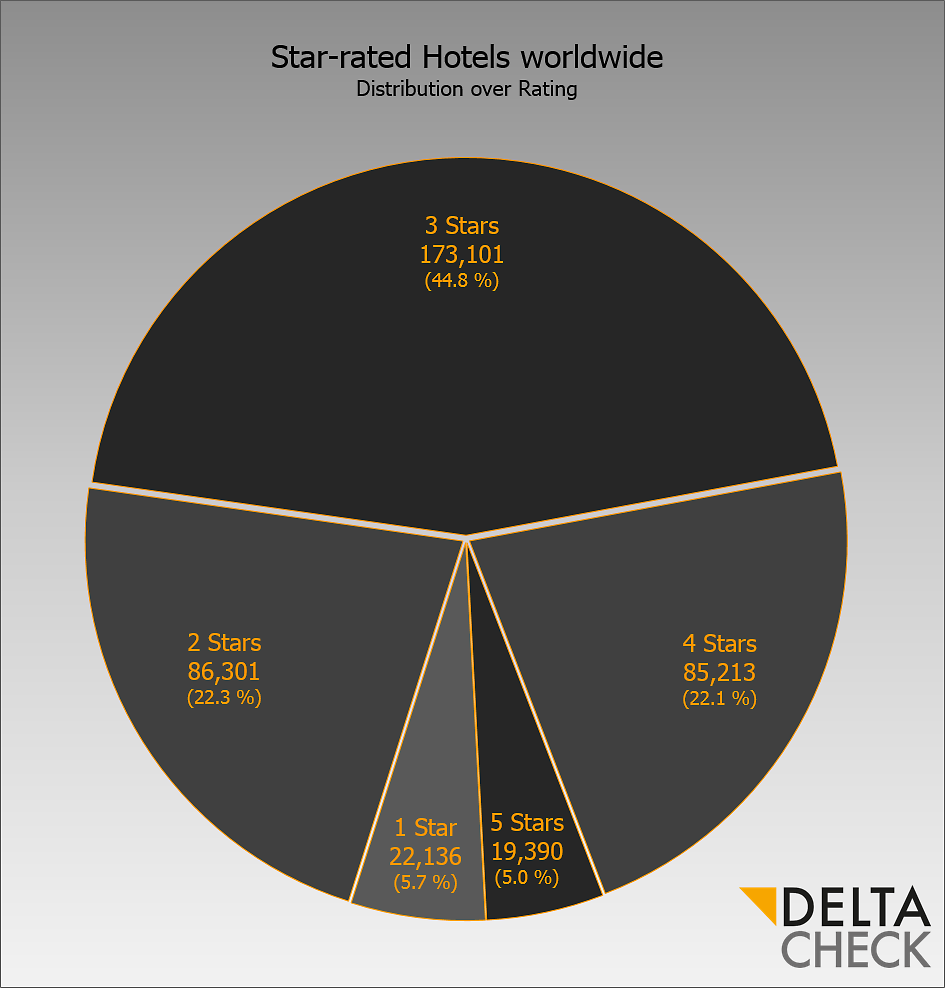 Star-rated Hotels worldwide
Distribution over Rating
3 Stars
173,101
(44.8 %)
2 Stars
86,301
(22.3 %)
4 Stars
85,213
(22.1 %)
1 Star
22,136
(5.7 %)
5 Stars
19,390
(5.0 %)
DELTA
CHECK